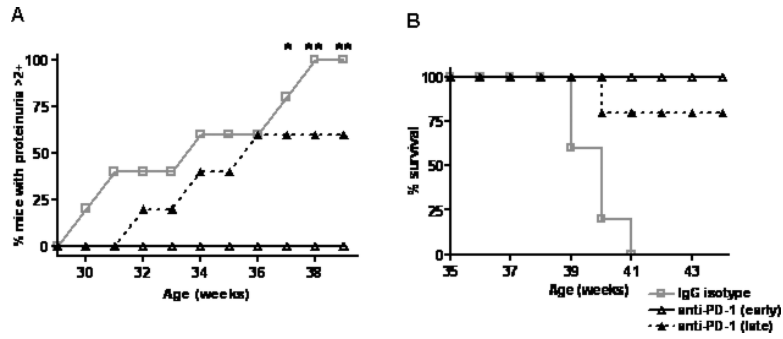 A
% mice with proteinuria >2+
100
75
50
25
0
* ** **
30 32 34 36 38
Age (weeks)
B
% survival
100
75
50
25
0
35 37 39 41 43
Age (weeks)
IgG isotype
anti-PD-1 (early)
anti-PD-1 (late)